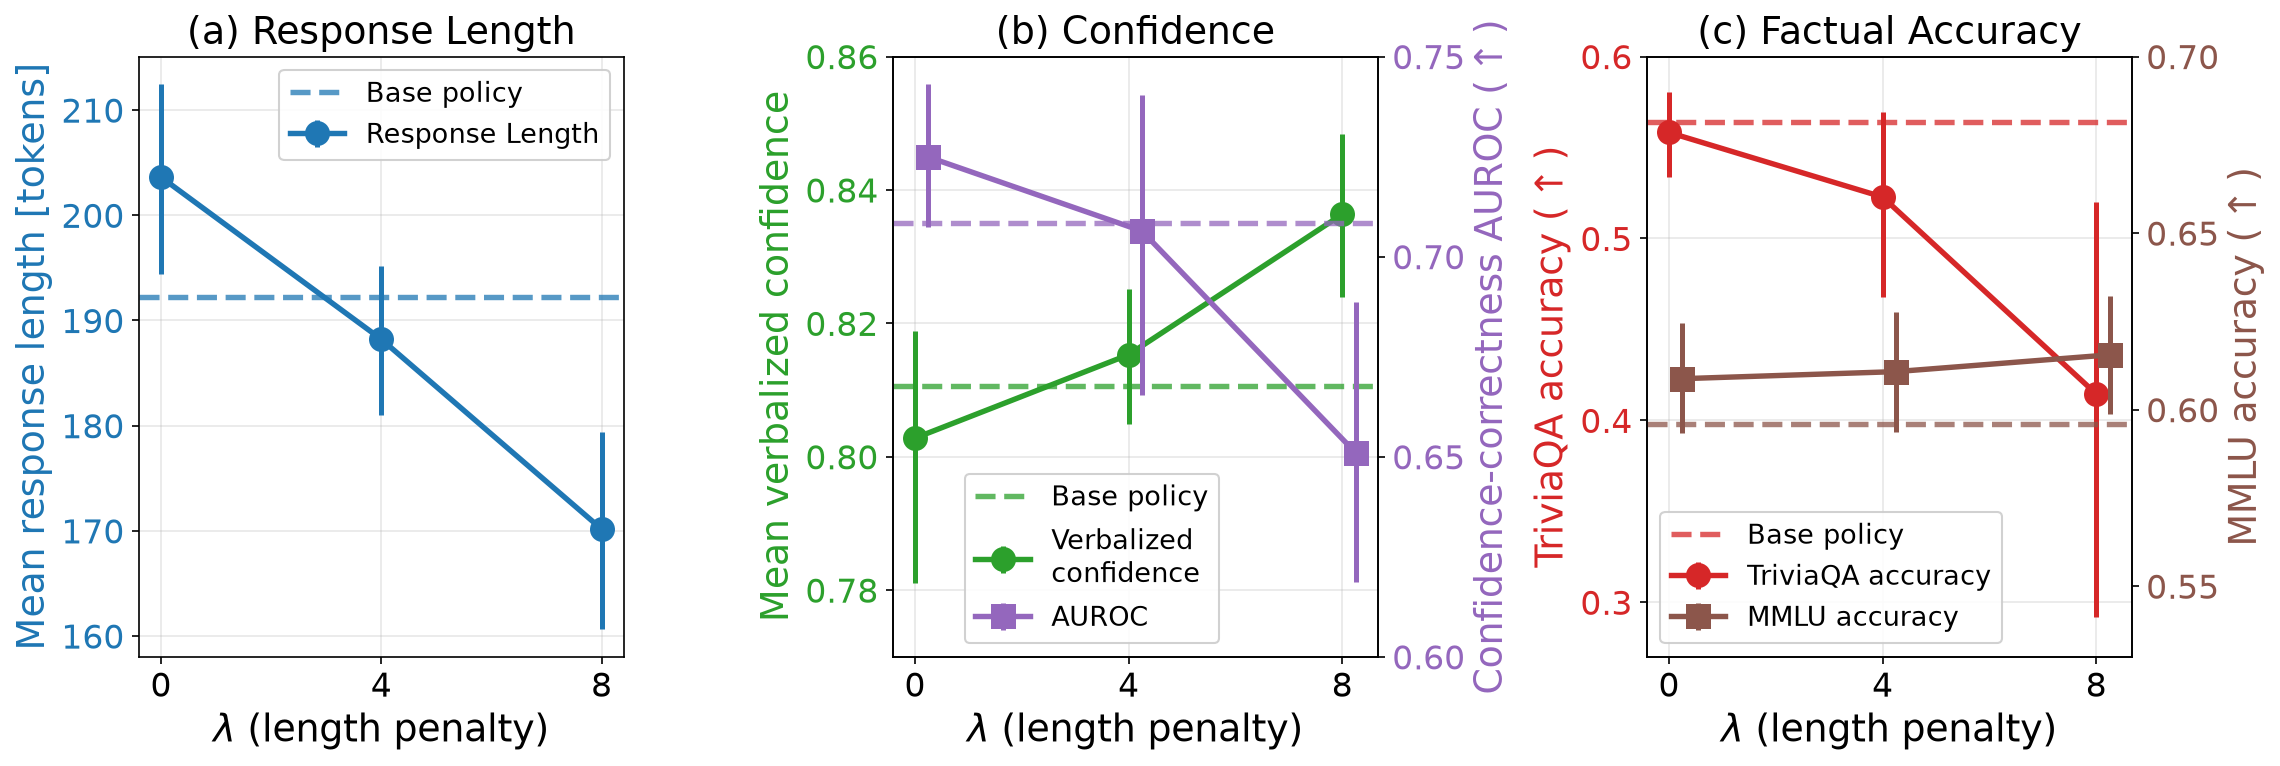 (a) Response Length
Mean response length [tokens]
210
200
190
180
170
160
Base policy
Response Length
0
4
8
λ (length penalty)
(b) Confidence
Mean verbalized confidence
0.86
0.84
0.82
0.80
0.78
Base policy
Verbalized
confidence
AUROC
0
4
8
λ (length penalty)
0.75
0.70
0.65
0.60
Confidence-correctness AUROC (↑)
(c) Factual Accuracy
TriviaQA accuracy (↑)
0.6
0.5
0.4
0.3
Base policy
TriviaQA accuracy
MMLU accuracy
0
4
8
λ (length penalty)
0.70
0.65
0.60
0.55
MMLU accuracy (↑)